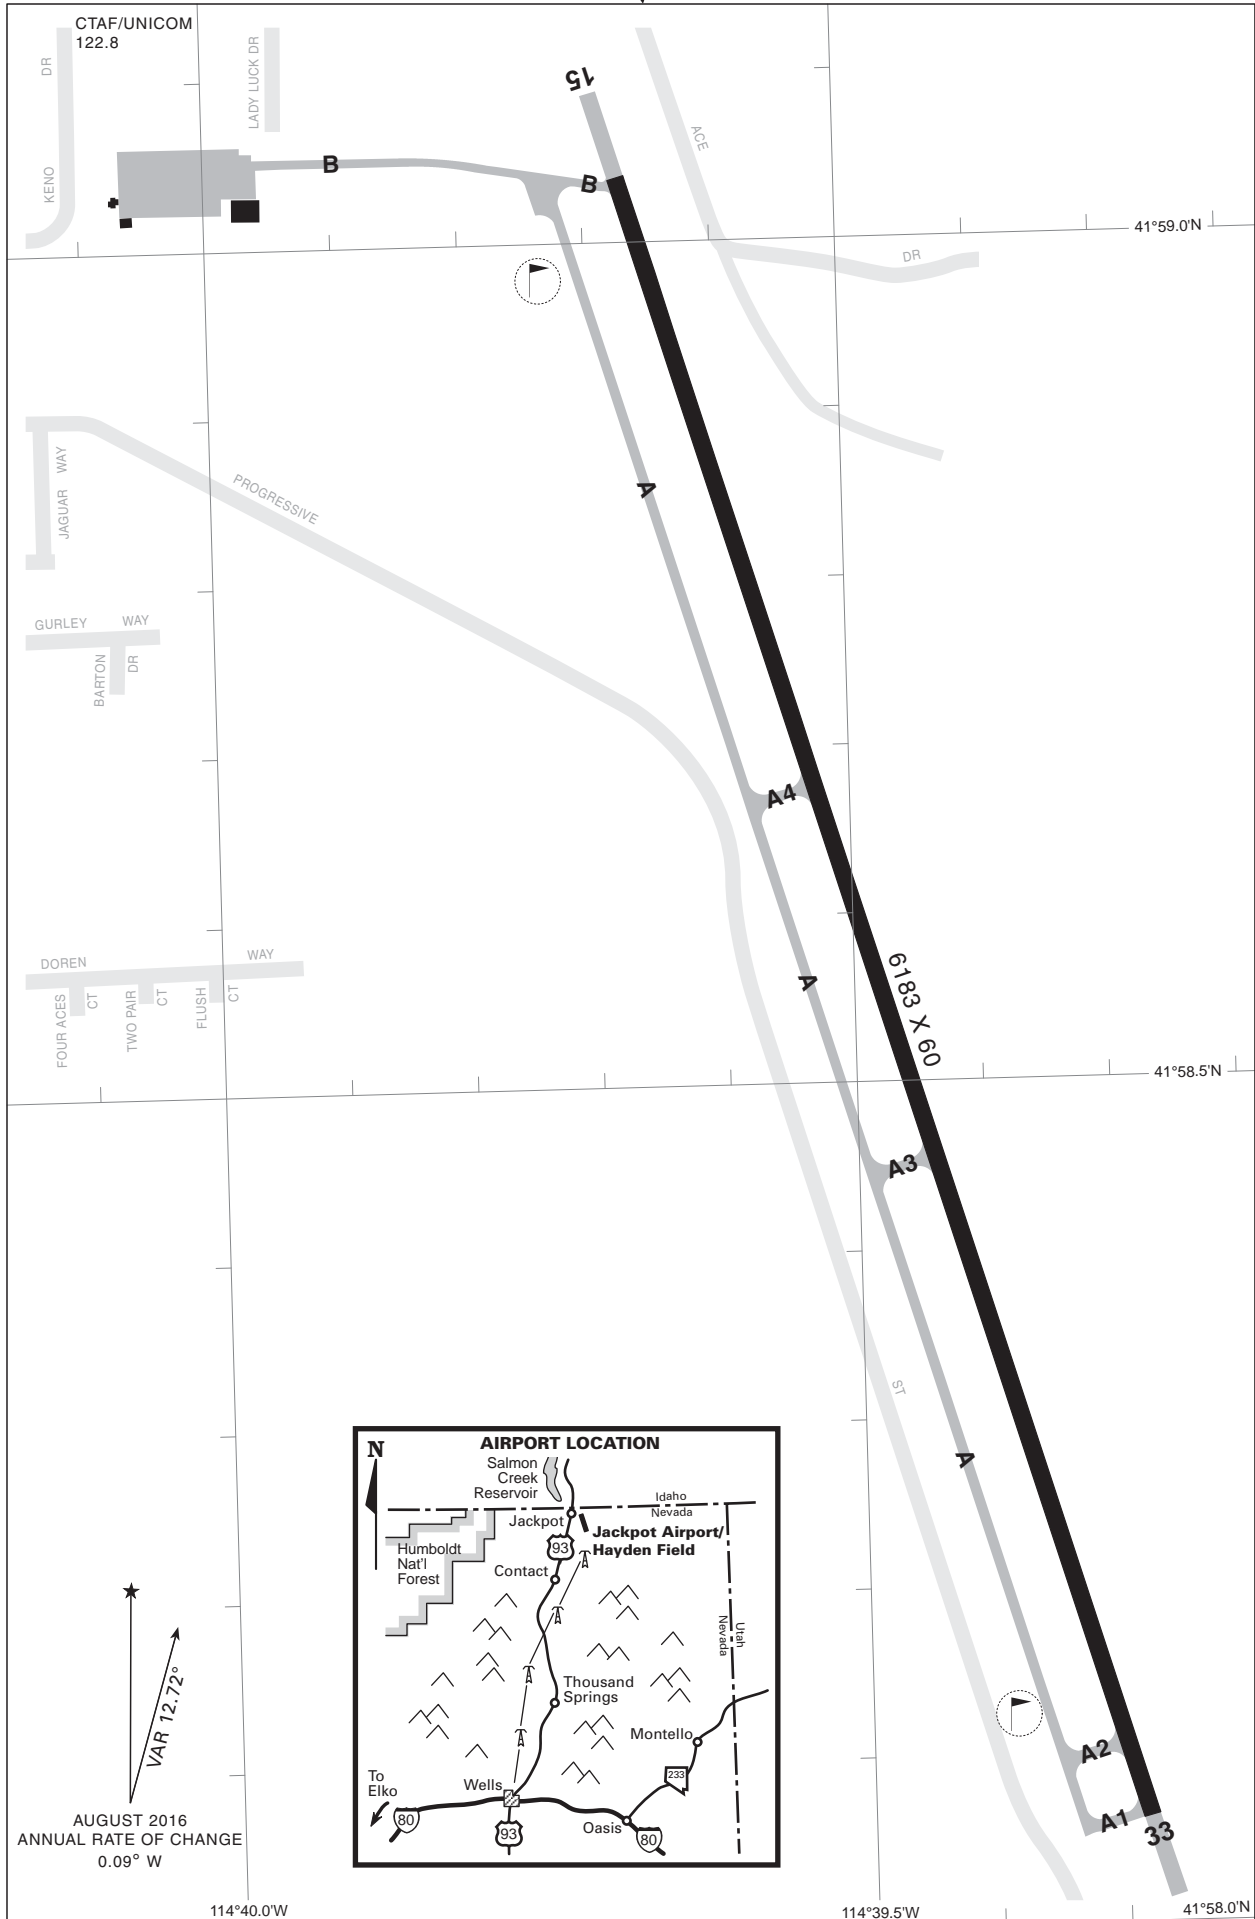 CTAF/UNICOM
122.8
DR
KENO
LADY LUCK DR
B
B
15
ACE
DR
41°59.0'N
A
JAGUAR WAY
PROGRESSIVE
GURLEY WAY
BARTON
DR
A4
A
6183 X 60
DOREN WAY
FOUR ACES
CT
TWO PAIR
CT
FLUSH
CT
41°58.5'N
A3
ST
A
A2
A1
33
AIRPORT LOCATION
N
Salmon
Creek
Reservoir
Idaho
Nevada
Jackpot
Jackpot Airport/
Hayden Field
93
Humboldt
Nat'l
Forest
Contact
Utah
Nevada
Thousand
Springs
Montello
233
To
Elko
Wells
80
93
Oasis
80
VAR 12.72°
AUGUST 2016
ANNUAL RATE OF CHANGE
0.09° W
114°40.0'W
114°39.5'W
41°58.0'N